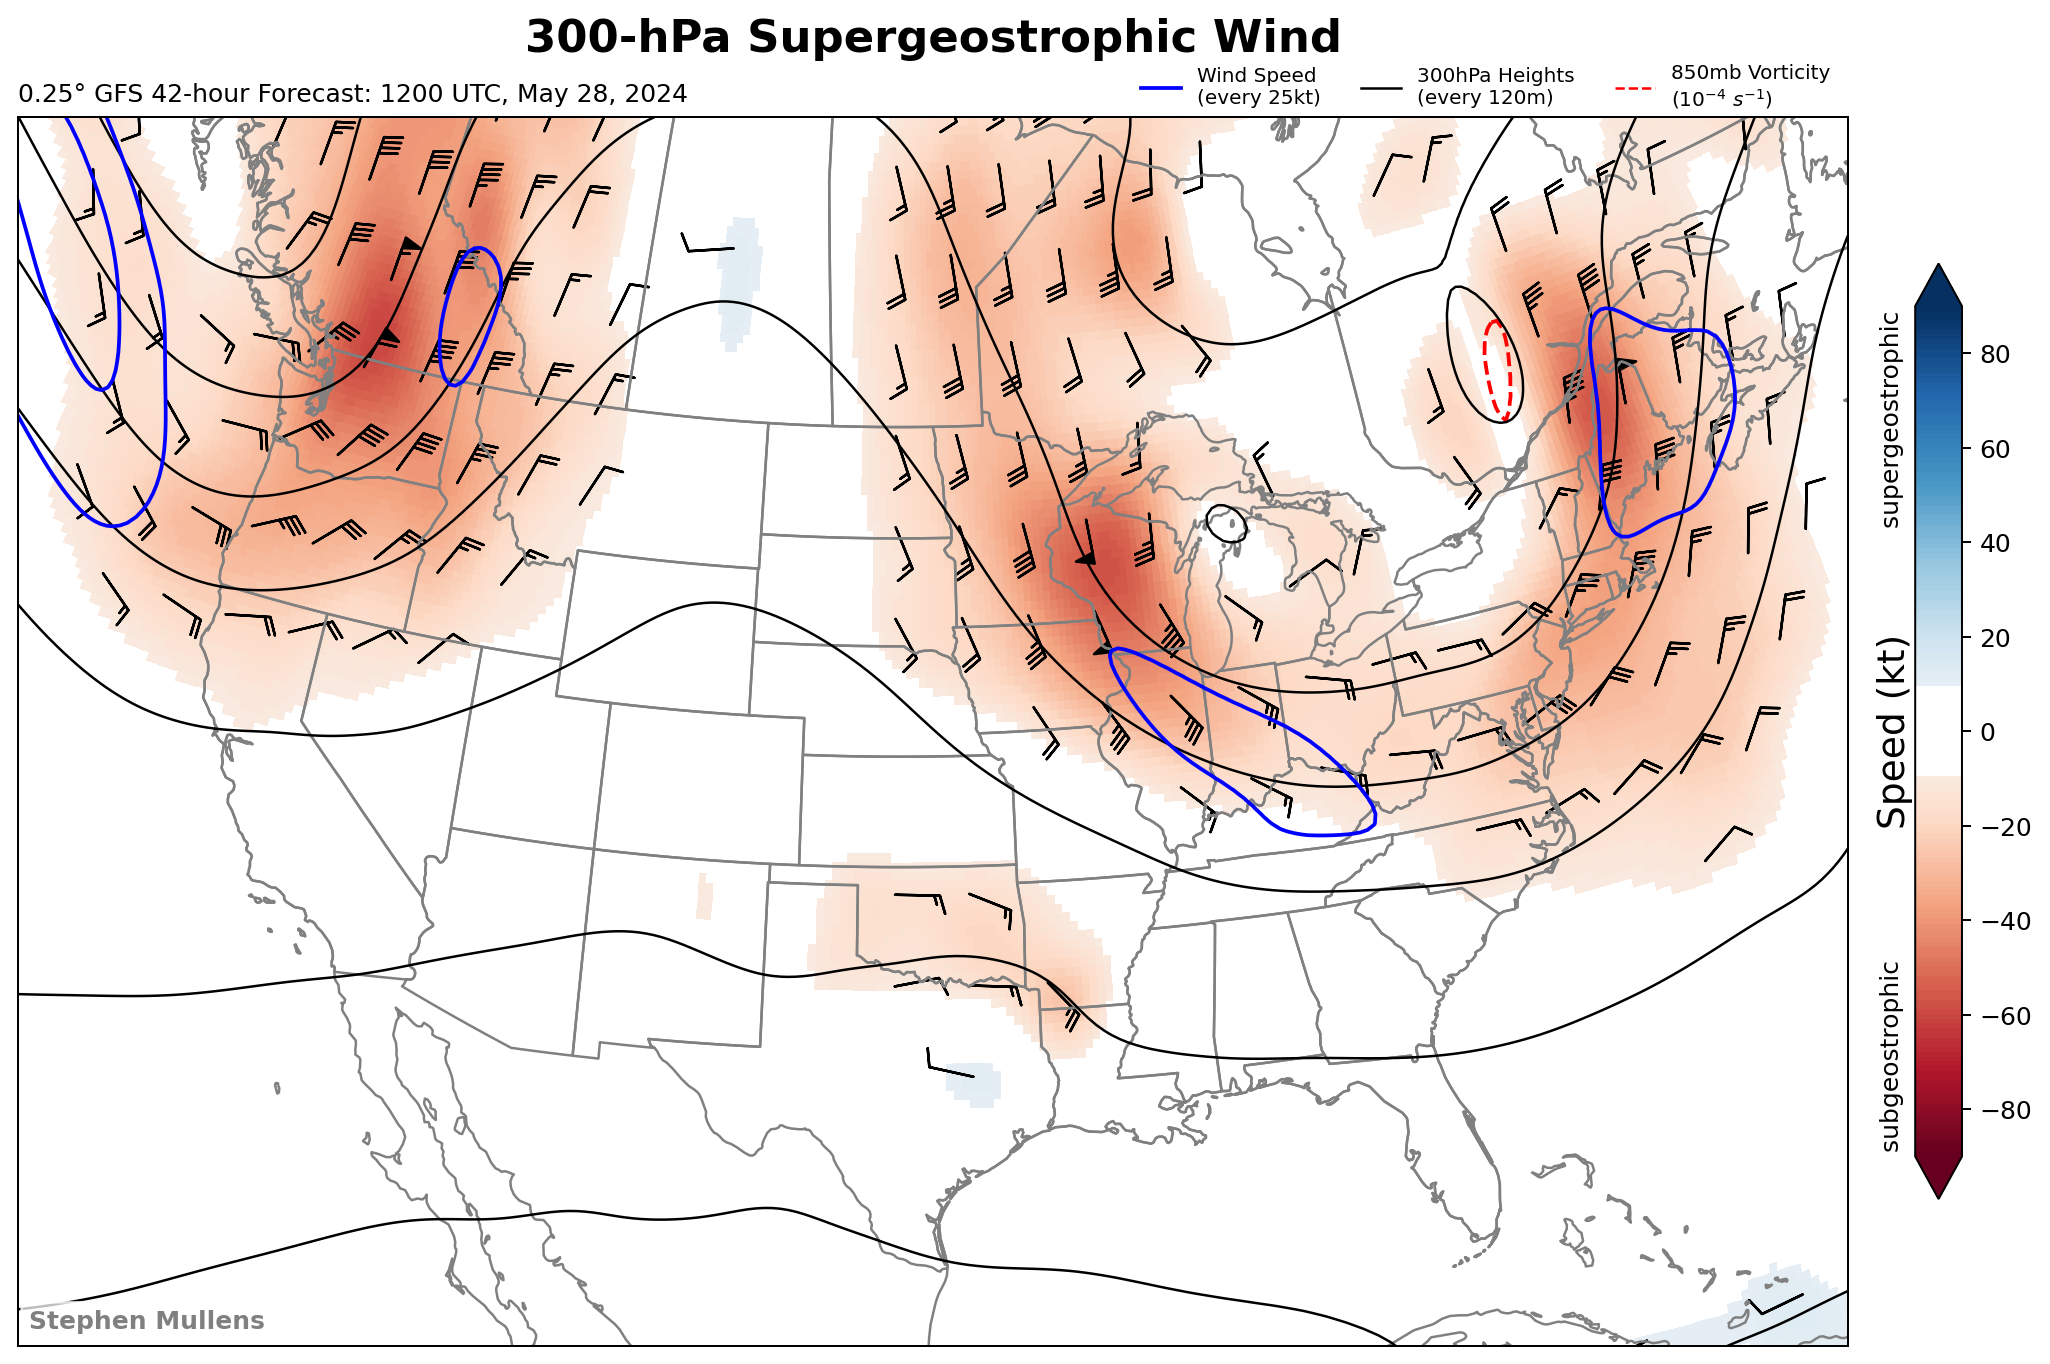 300-hPa Supergeostrophic Wind
0.25° GFS 42-hour Forecast: 1200 UTC, May 28, 2024
Wind Speed
(every 25kt)
300hPa Heights
(every 120m)
850mb Vorticity
(10⁻⁴ s⁻¹)
supergeostrophic
Speed (kt)
subgeostrophic
80
60
40
20
0
−20
−40
−60
−80
Stephen Mullens